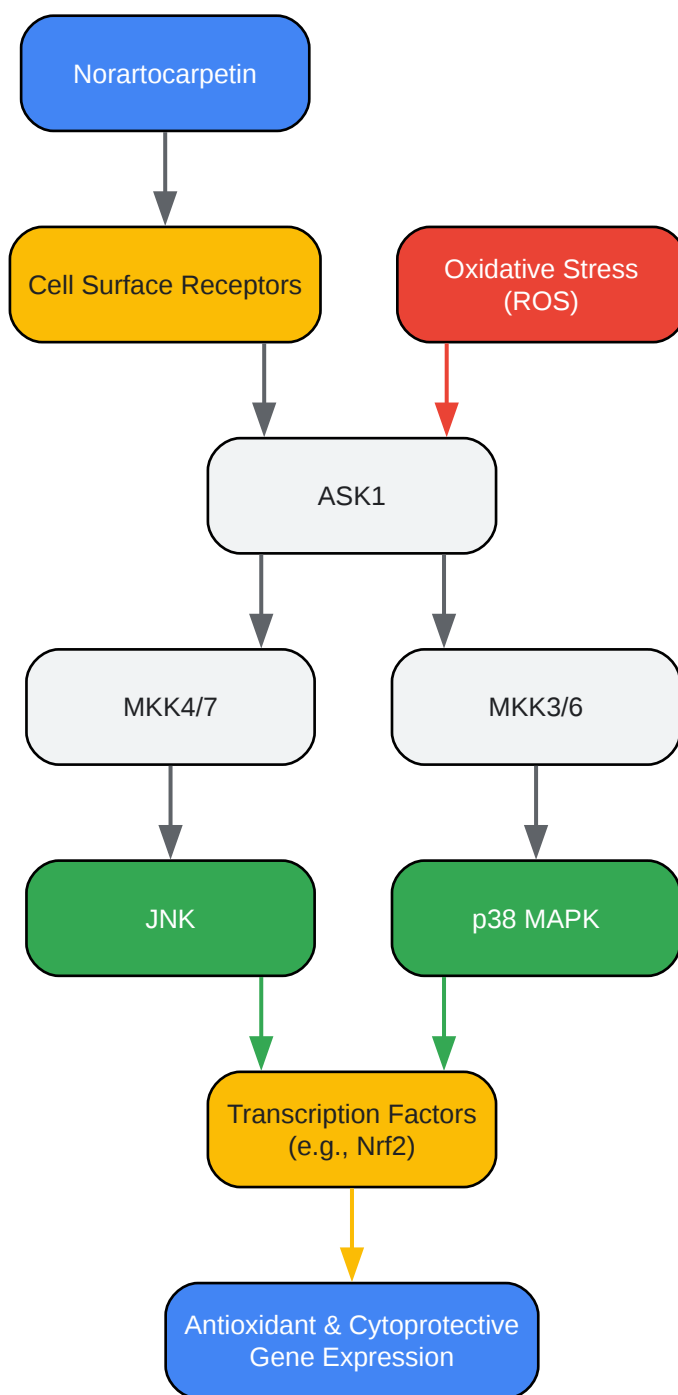 Norartocarpetin
Cell Surface Receptors
Oxidative Stress
(ROS)
ASK1
MKK4/7
MKK3/6
JNK
p38 MAPK
Transcription Factors
(e.g., Nrf2)
Antioxidant & Cytoprotective
Gene Expression